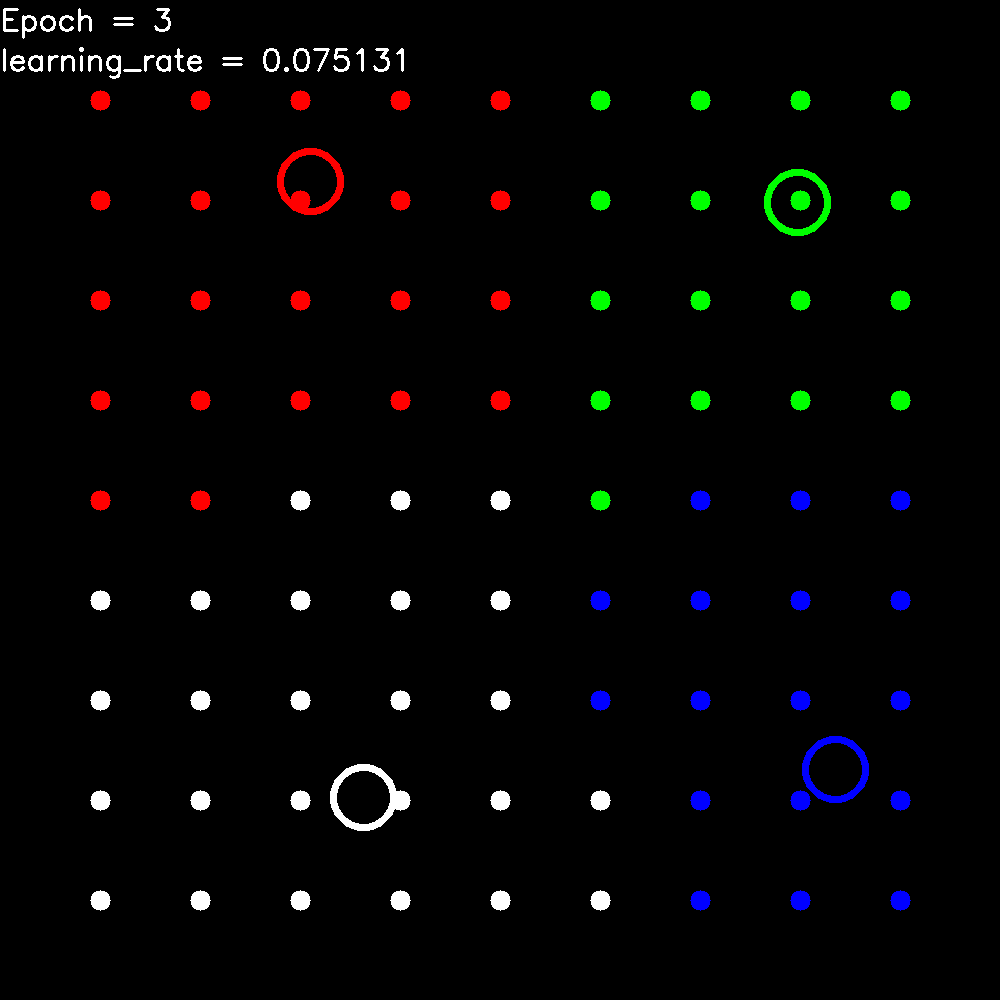 Epoch = 3
learning_rate = 0.075131